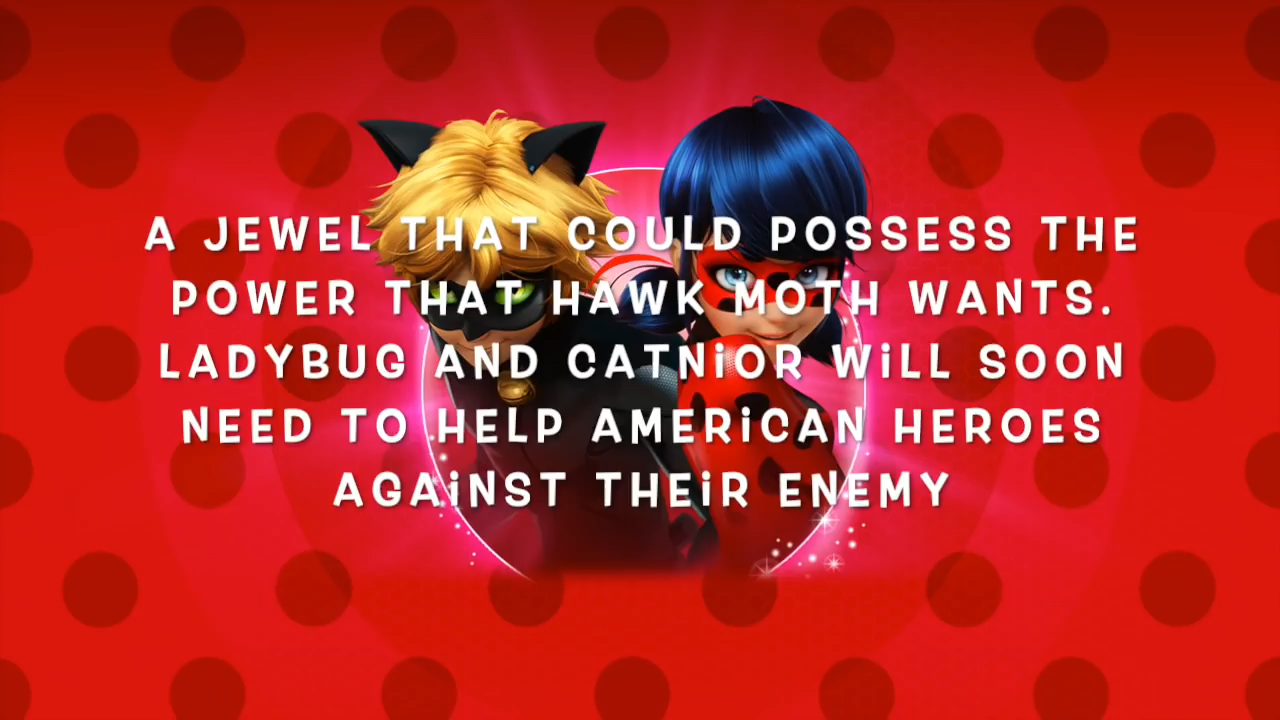 A JEWEL THAT COULD POSSESS THE
POWER THAT HAWK MOTH WANTS.
LADYBUG AND CATNiOR WiLL SOON
NEED TO HELP AMERiCAN HEROES
AGAiNST THEiR ENEMY